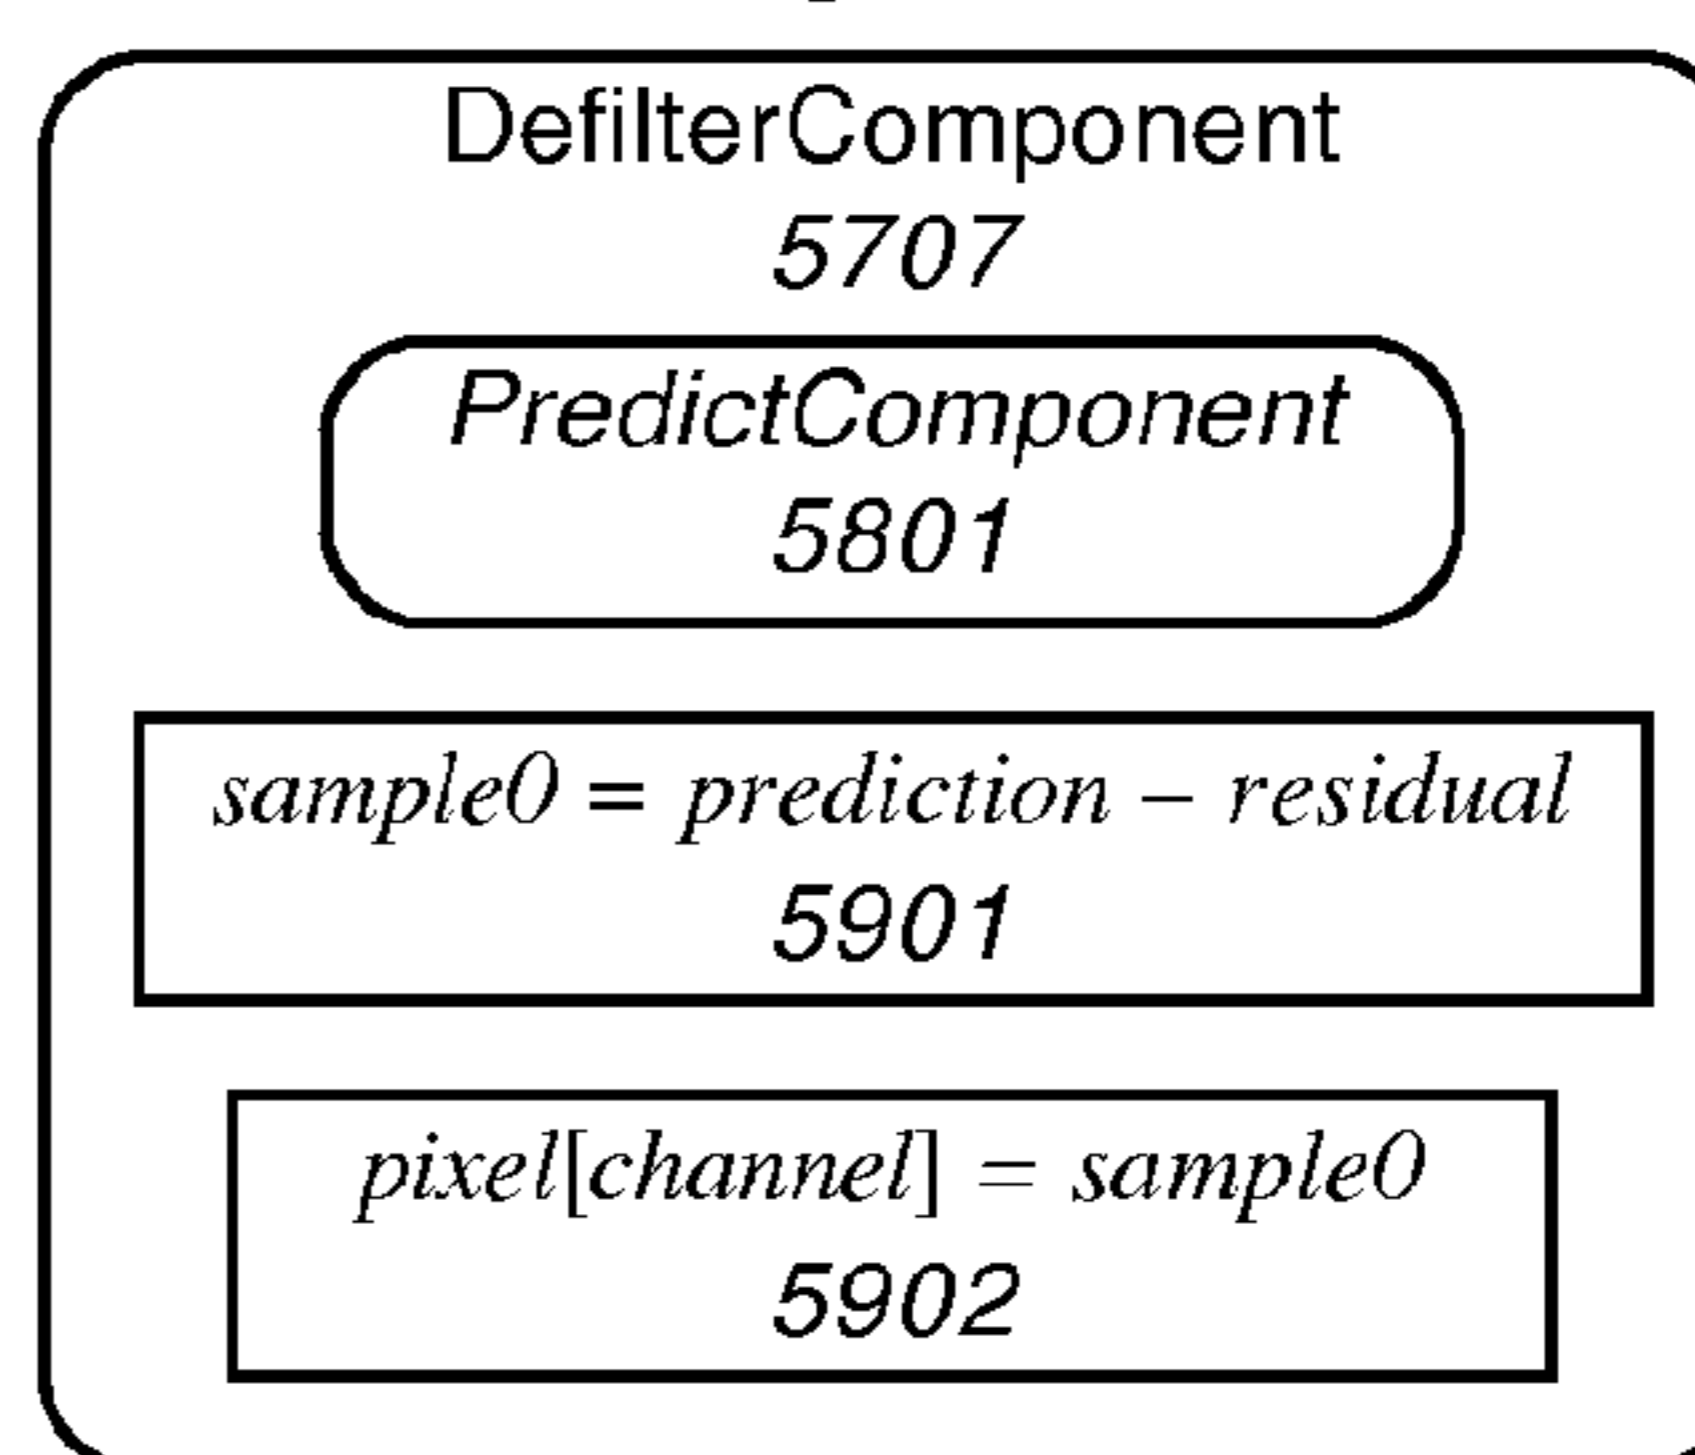 DefilterComponent
5707
PredictComponent
5801
sample0 = prediction – residual
5901
pixel[channel] = sample0
5902